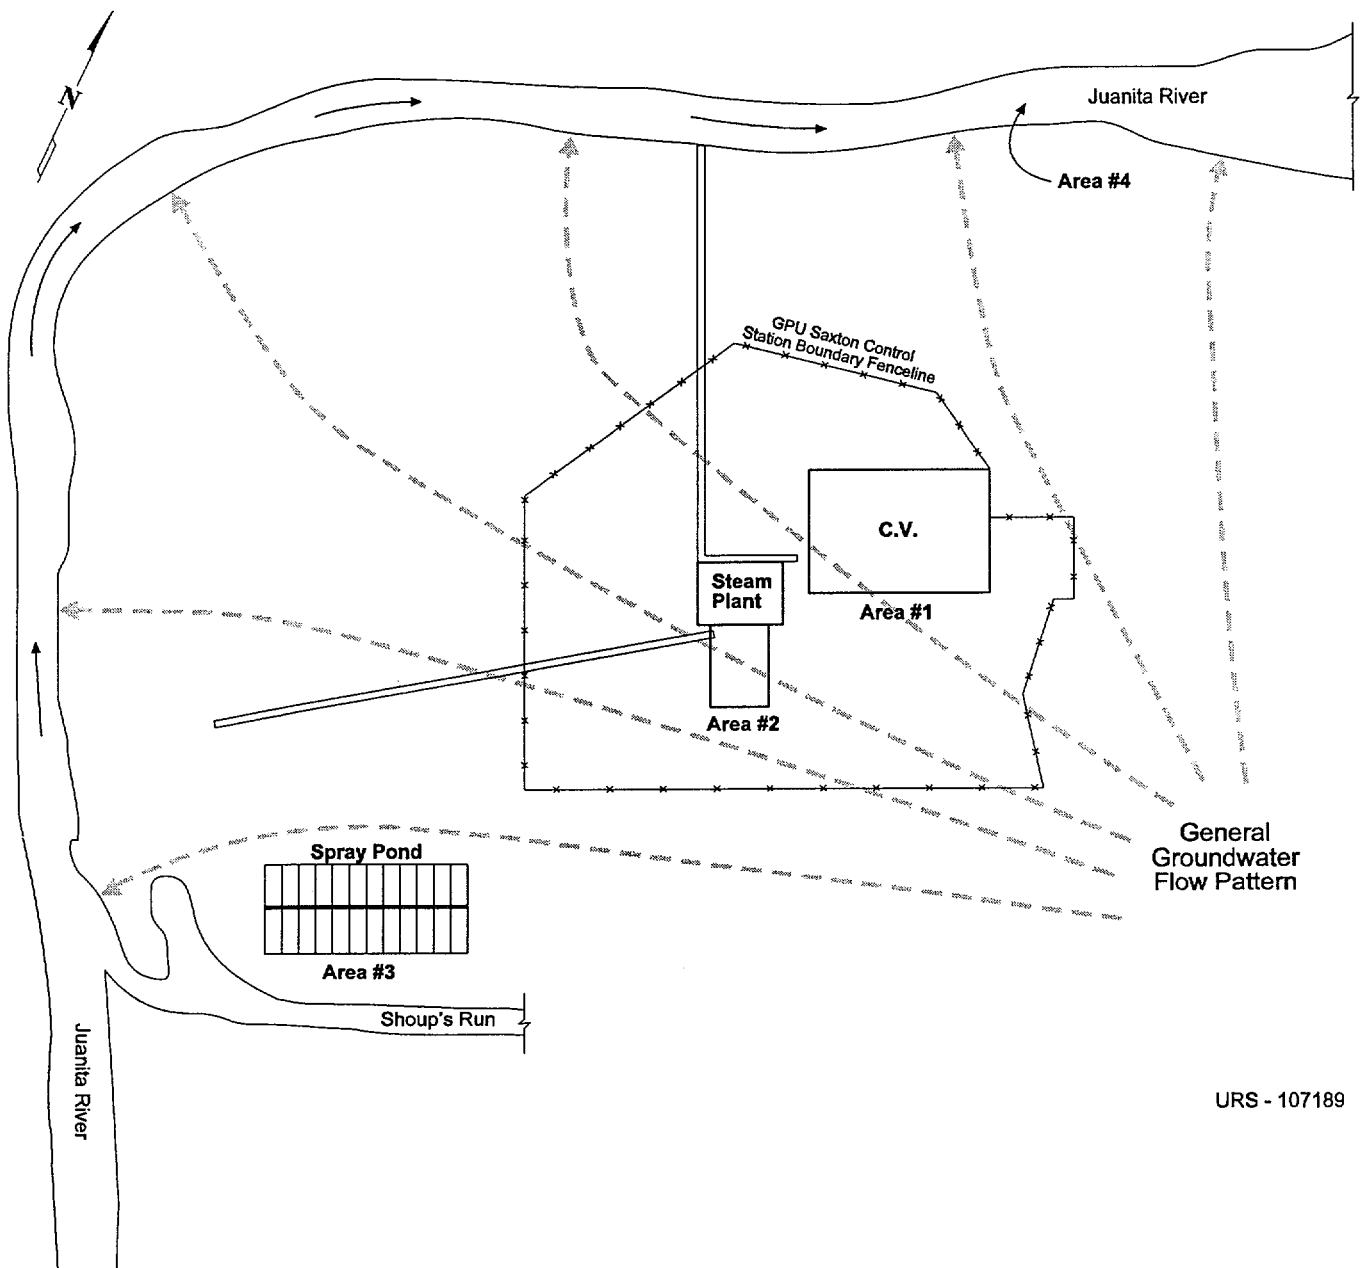 N
Juanita River
Area #4
GPU Saxton Control
Station Boundary Fenceline
C.V.
Steam
Plant
Area #1
Area #2
General
Groundwater
Flow Pattern
Spray Pond
Area #3
Shoup's Run
Juanita River
URS - 107189